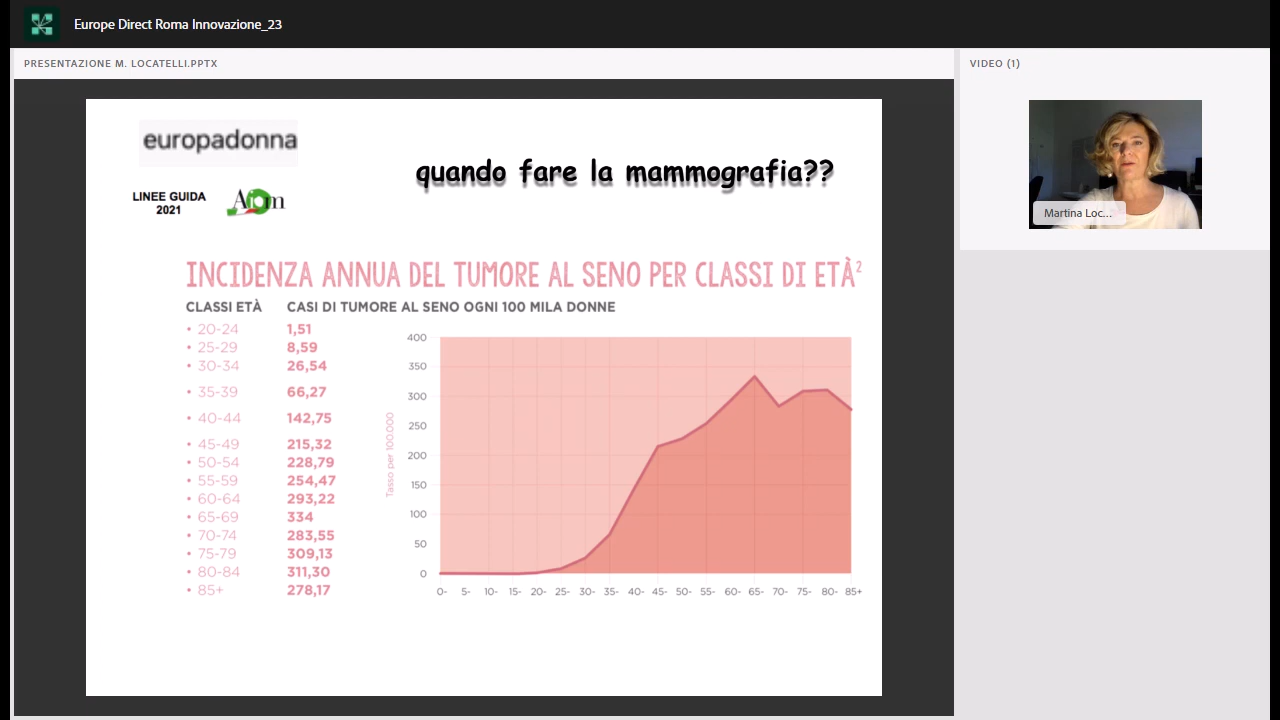 Europe Direct Roma Innovazione_23
PRESENTAZIONE M. LOCATELLI.PPTX
VIDEO (1)
Martina Loc...
europadonna
quando fare la mammografia??
LINEE GUIDA
2021
Aiom
INCIDENZA ANNUA DEL TUMORE AL SENO PER CLASSI DI ETÀ²
CLASSI ETÀ CASI DI TUMORE AL SENO OGNI 100 MILA DONNE
• 20-24 1,51
• 25-29 8,59
• 30-34 26,54
• 35-39 66,27
• 40-44 142,75
• 45-49 215,32
• 50-54 228,79
• 55-59 254,47
• 60-64 293,22
• 65-69 334
• 70-74 283,55
• 75-79 309,13
• 80-84 311,30
• 85+ 278,17
Tasso per 100.000
400
350
300
250
200
150
100
50
0
0- 5- 10- 15- 20- 25- 30- 35- 40- 45- 50- 55- 60- 65- 70- 75- 80- 85+